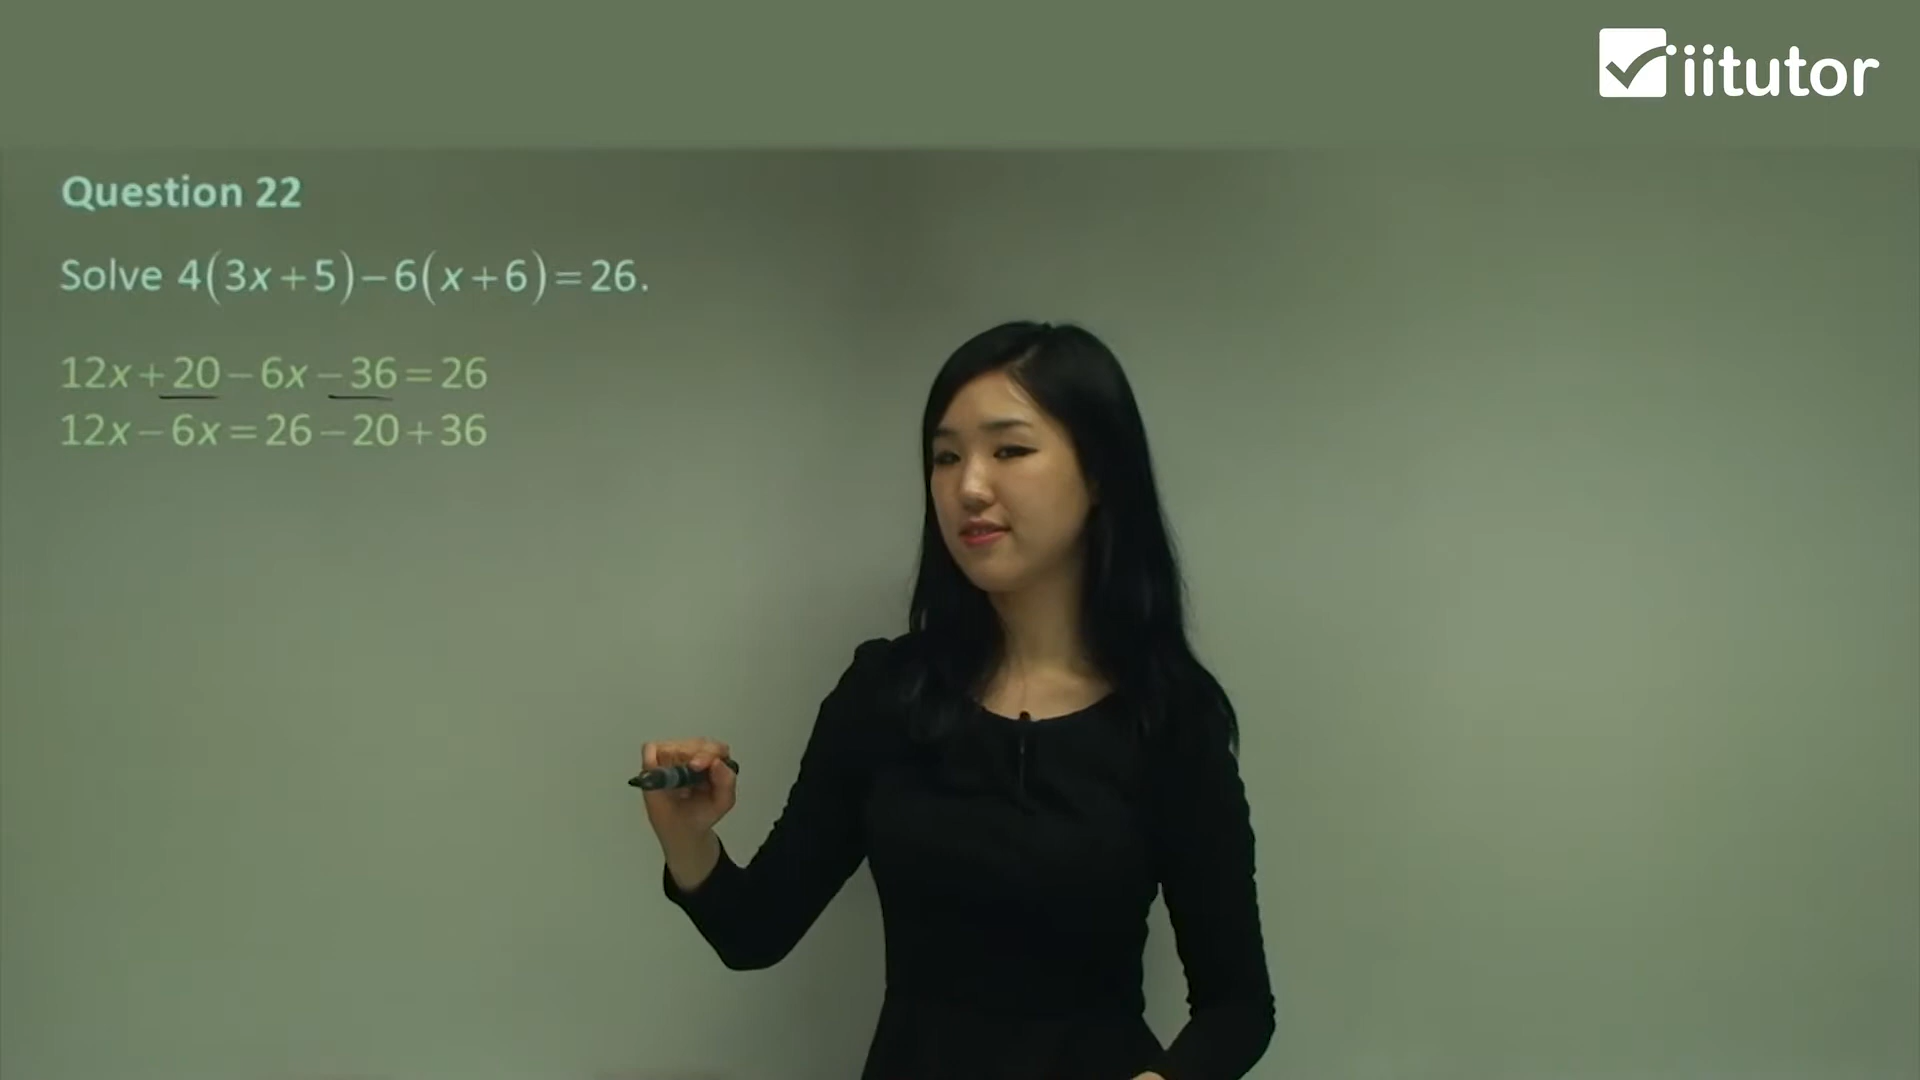 iitutor
Question 22
Solve 4(3x+5)−6(x+6)=26.
12x+20−6x−36=26
12x−6x=26−20+36